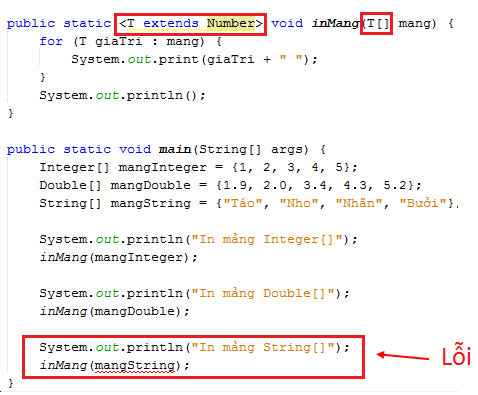 public static <T extends Number> void inMang(T[] mang) {
for (T giaTri : mang) {
System.out.print(giaTri + " ");
}
System.out.println();
}
public static void main(String[] args) {
Integer[] mangInteger = {1, 2, 3, 4, 5};
Double[] mangDouble = {1.9, 2.0, 3.4, 4.3, 5.2};
String[] mangString = {"Táo", "Nho", "Nhãn", "Bưởi"};
System.out.println("In mảng Integer[]");
inMang(mangInteger);
System.out.println("In mảng Double[]");
inMang(mangDouble);
System.out.println("In mảng String[]");
inMang(mangString);
Lỗi
}